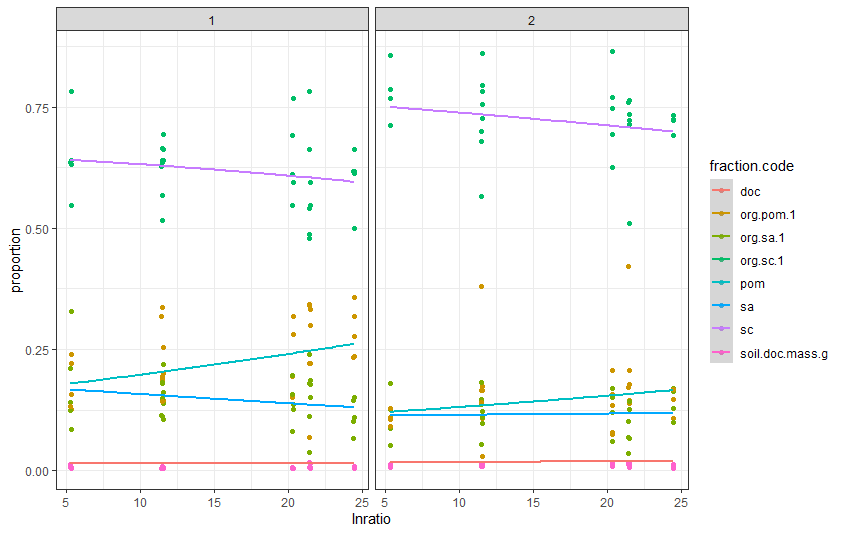 1
2
0.75
0.50
0.25
0.00
proportion
5
10
15
20
25
5
10
15
20
25
lnratio
fraction.code
doc
org.pom.1
org.sa.1
org.sc.1
pom
sa
sc
soil.doc.mass.g